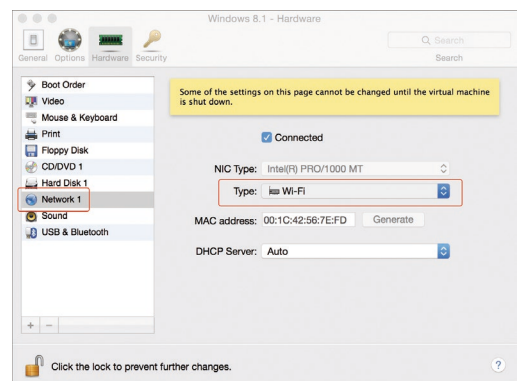 Windows 8.1 - Hardware
General Options Hardware Security
Search
Search
Boot Order
Video
Mouse & Keyboard
Print
Floppy Disk
CD/DVD 1
Hard Disk 1
Network 1
Sound
USB & Bluetooth
+ −
Some of the settings on this page cannot be changed until the virtual machine
is shut down.
Connected
NIC Type: Intel(R) PRO/1000 MT
Type: Wi-Fi
MAC address: 00:1C:42:56:7E:FD Generate
DHCP Server: Auto
Click the lock to prevent further changes.
?